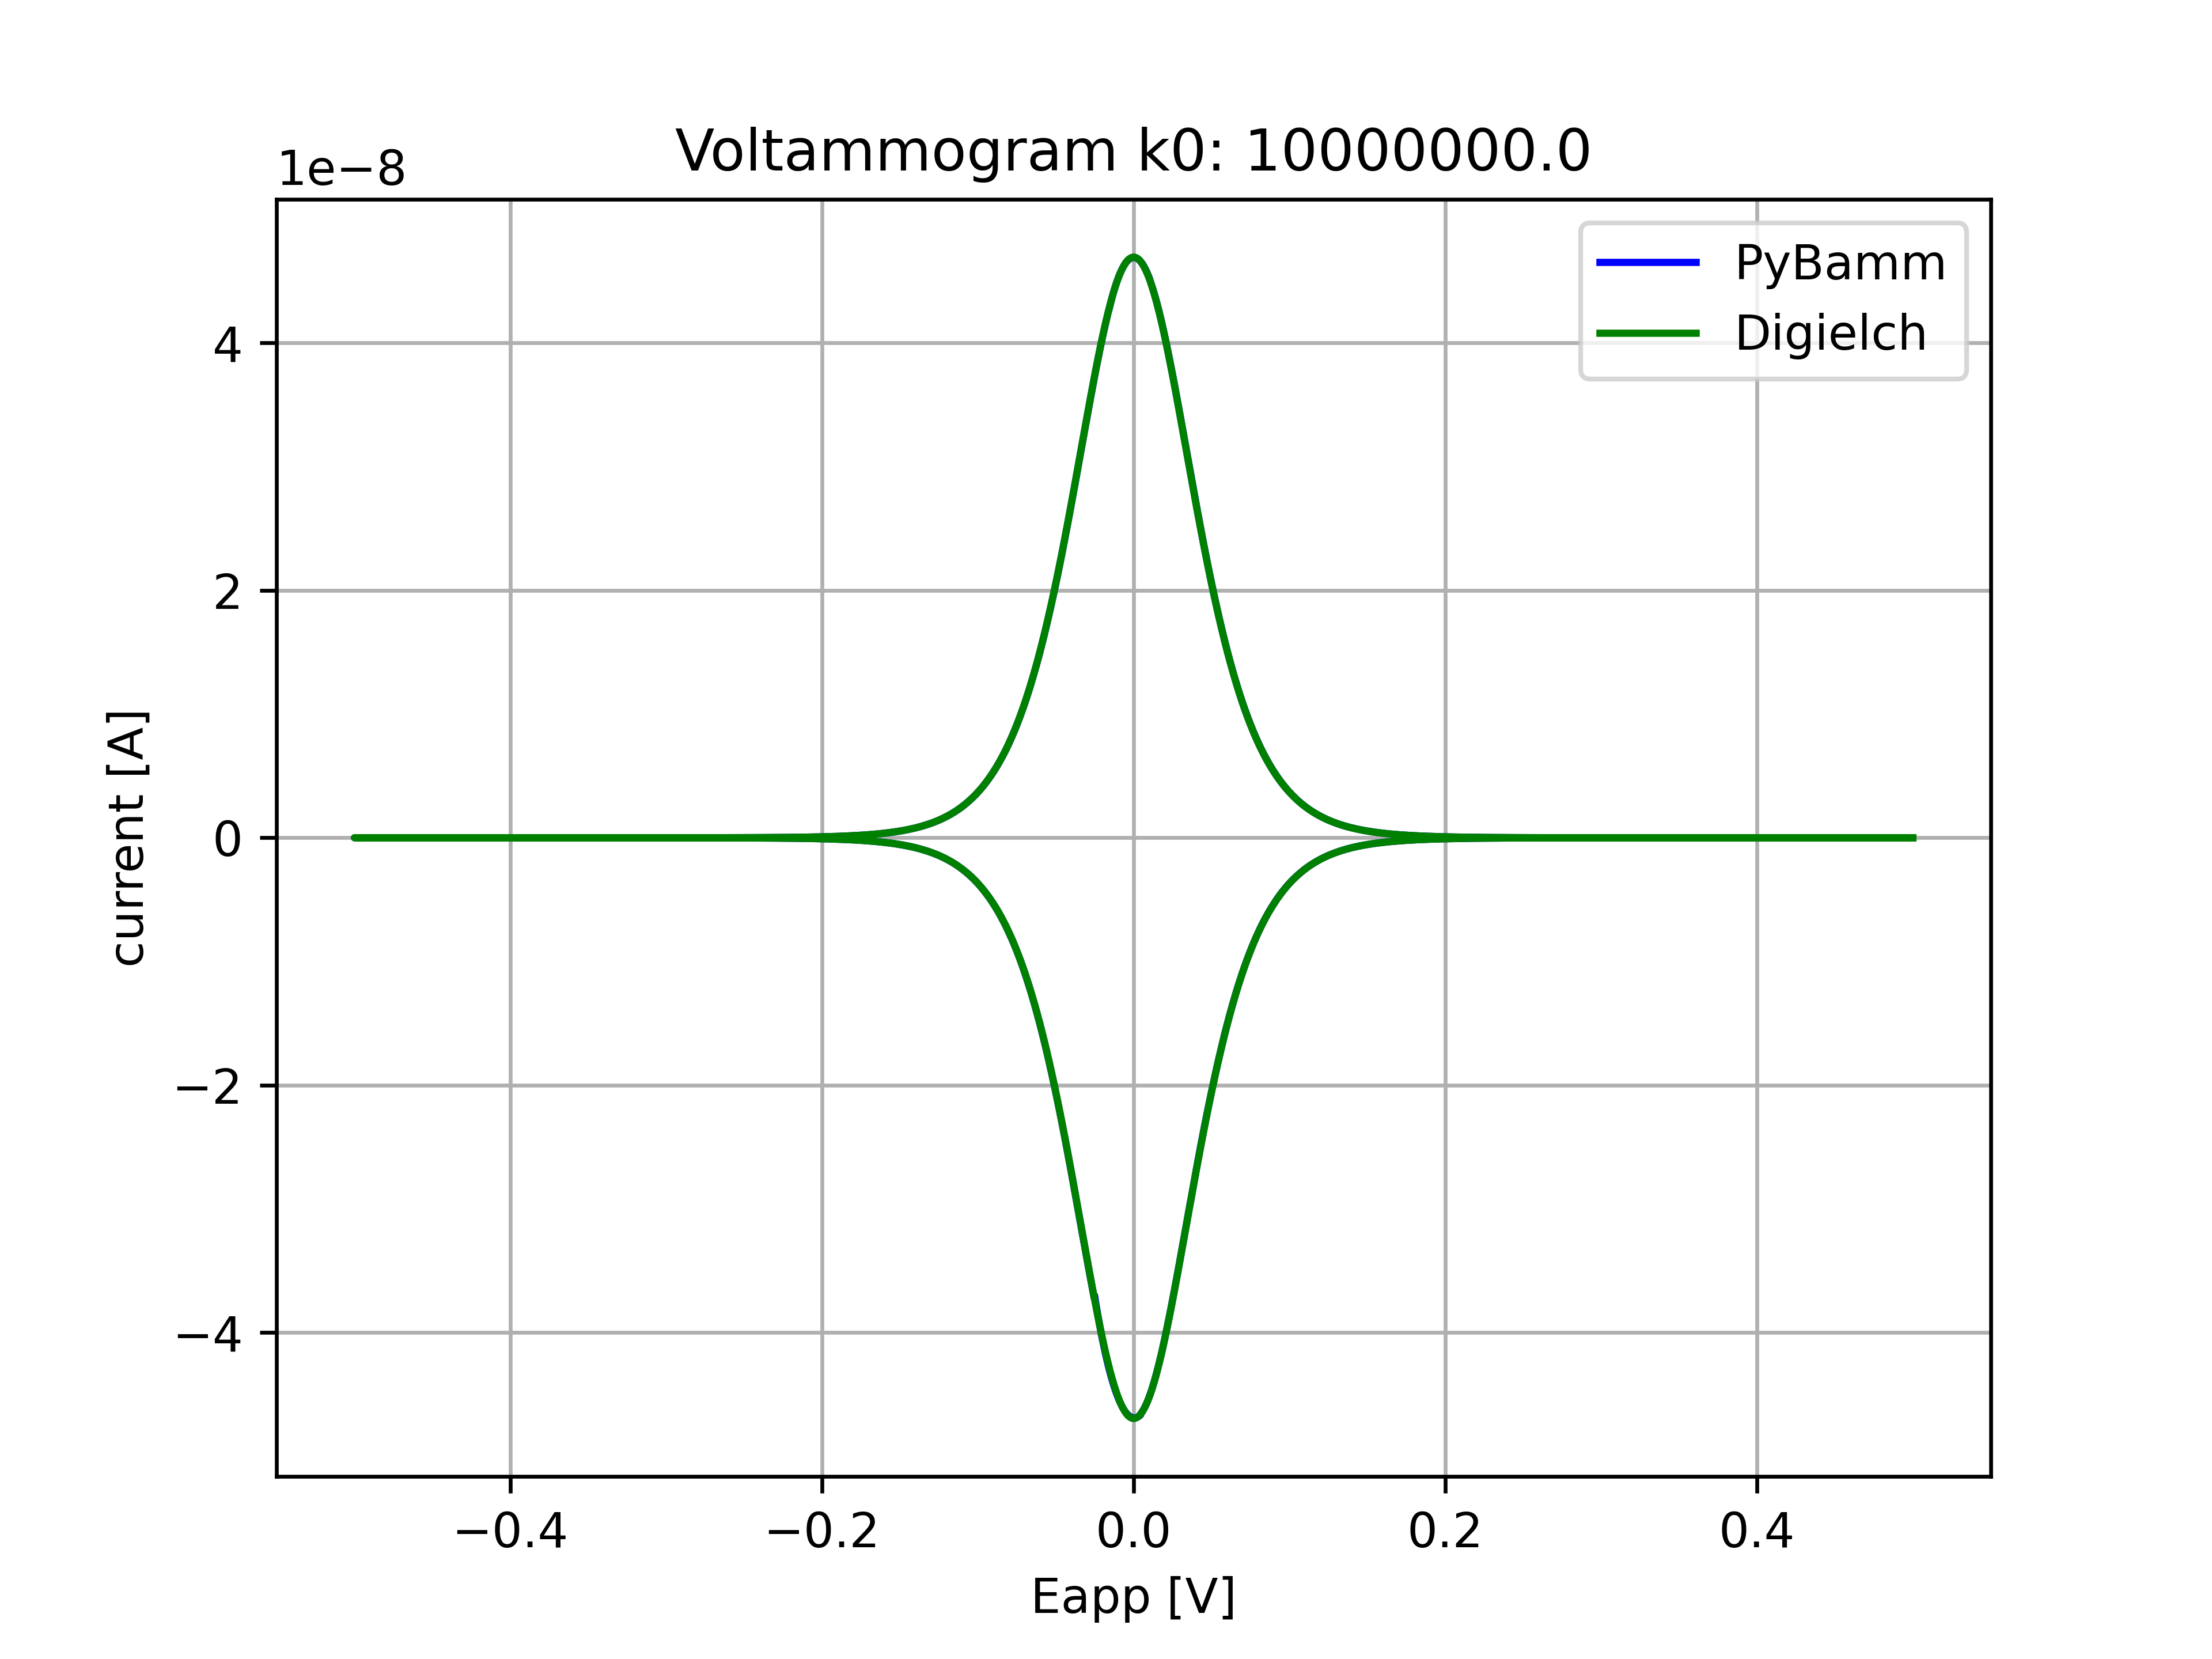 Voltammogram k0: 10000000.0
1e−8
PyBamm
Digielch
4
2
0
−2
−4
current [A]
−0.4 −0.2 0.0 0.2 0.4
Eapp [V]